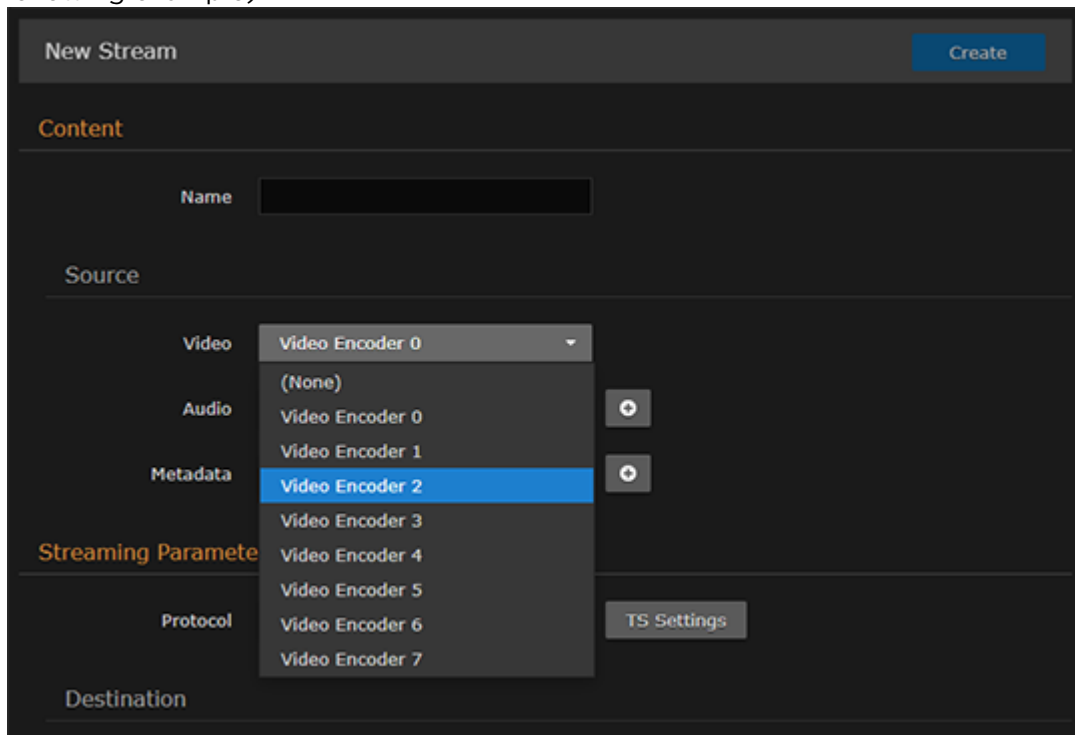 New Stream
Create
Content
Name
Source
Video
Video Encoder 0
(None)
Audio
Video Encoder 0
Video Encoder 1
Metadata
Video Encoder 2
Video Encoder 3
Streaming Paramete
Video Encoder 4
Video Encoder 5
Protocol
Video Encoder 6
TS Settings
Video Encoder 7
Destination